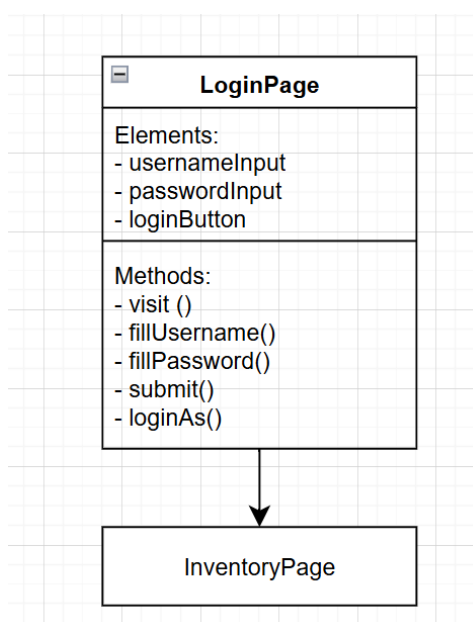 LoginPage
Elements:
- usernameInput
- passwordInput
- loginButton
Methods:
- visit ()
- fillUsername()
- fillPassword()
- submit()
- loginAs()
InventoryPage